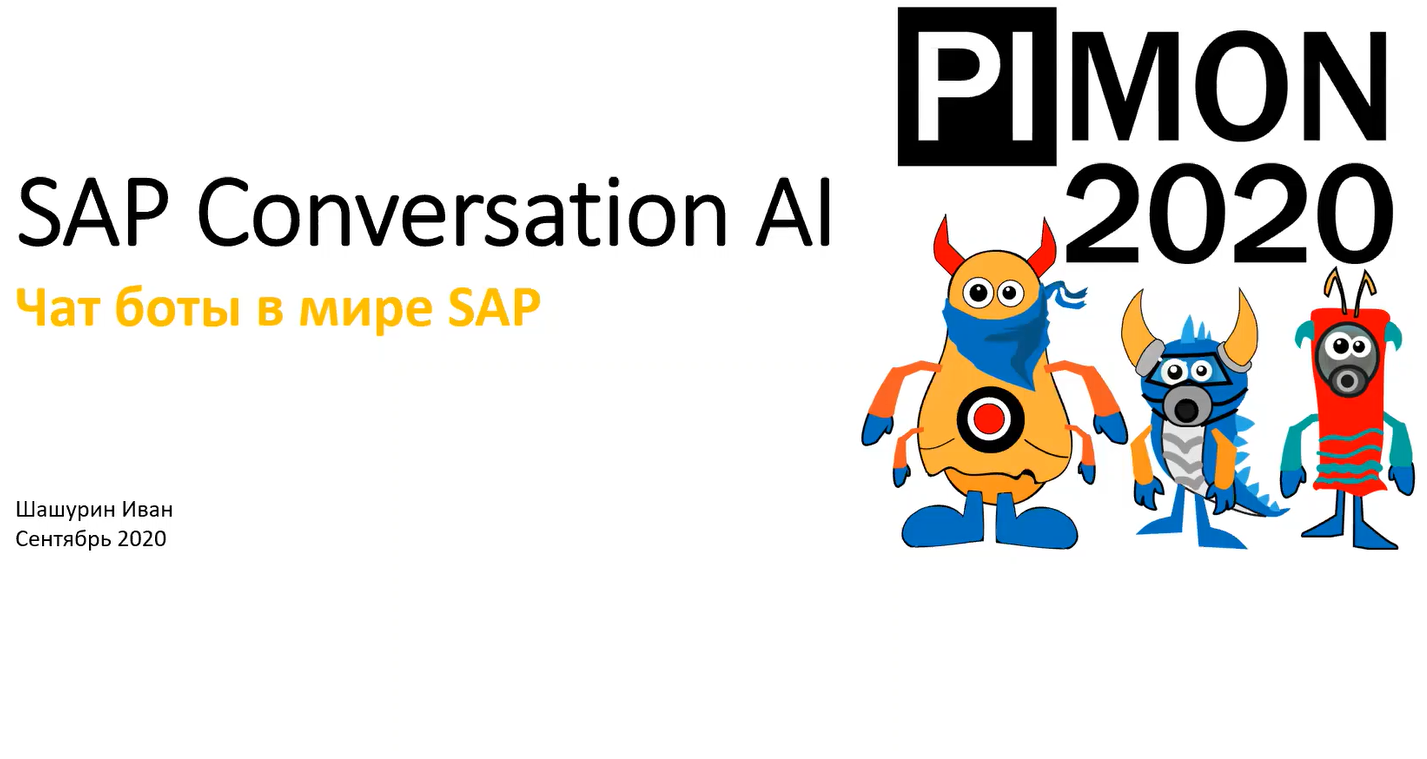 PIMON
2020
SAP Conversation AI
Чат боты в мире SAP
Шашурин Иван
Сентябрь 2020